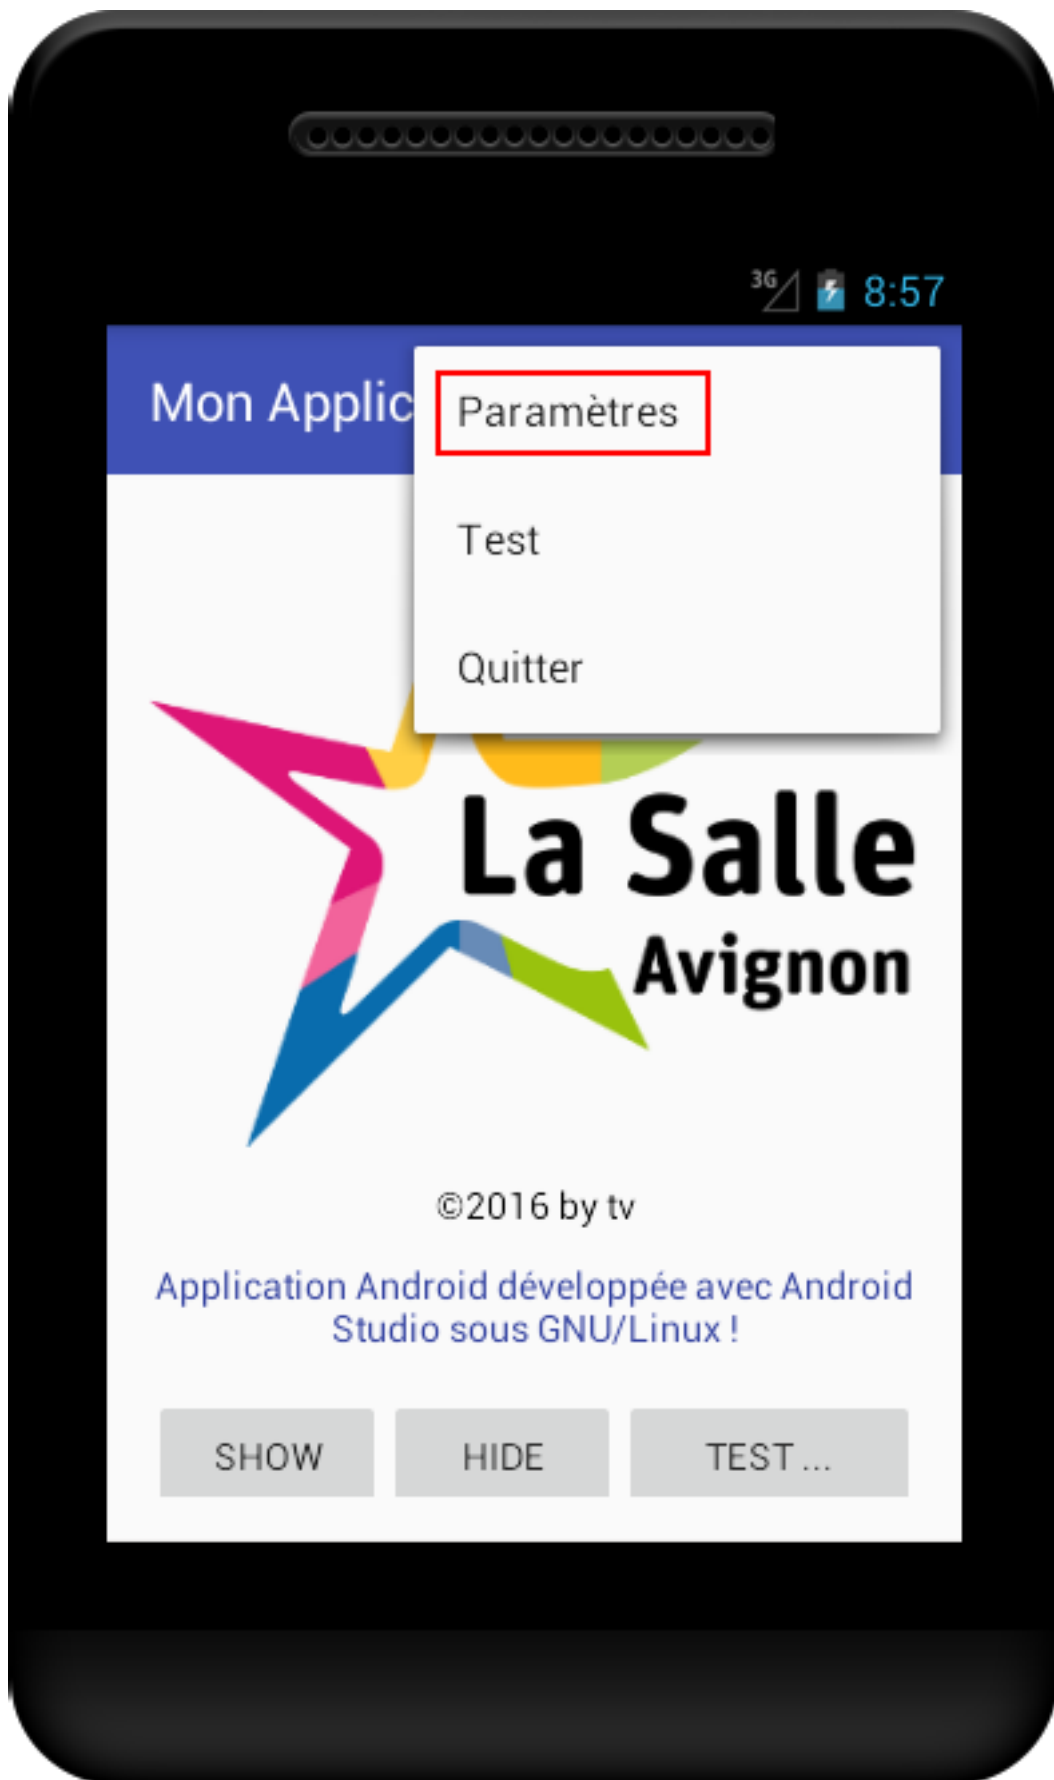 3G 8:57
Mon Applic
Paramètres
Test
Quitter
La Salle
Avignon
©2016 by tv
Application Android développée avec Android
Studio sous GNU/Linux !
SHOW HIDE TEST ...